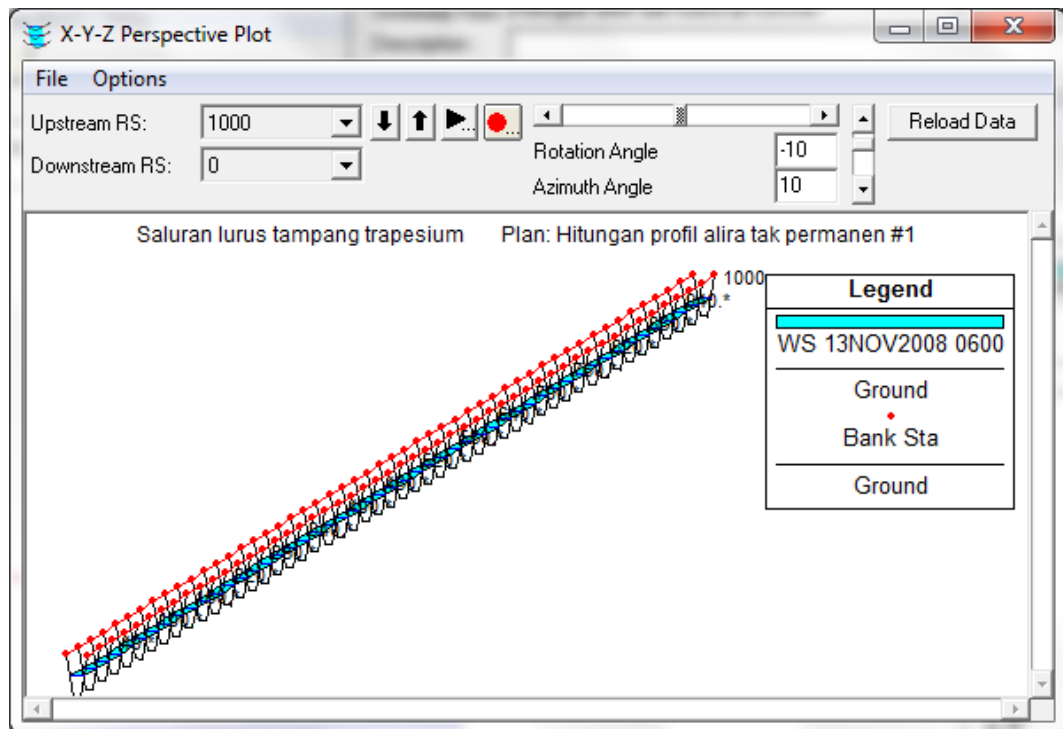 X-Y-Z Perspective Plot
File Options
Upstream RS: 1000
Downstream RS: 0
Rotation Angle -10
Azimuth Angle 10
Reload Data
Saluran lurus tampang trapesium Plan: Hitungan profil alira tak permanen #1
1000
Legend
WS 13NOV2008 0600
Ground
Bank Sta
Ground